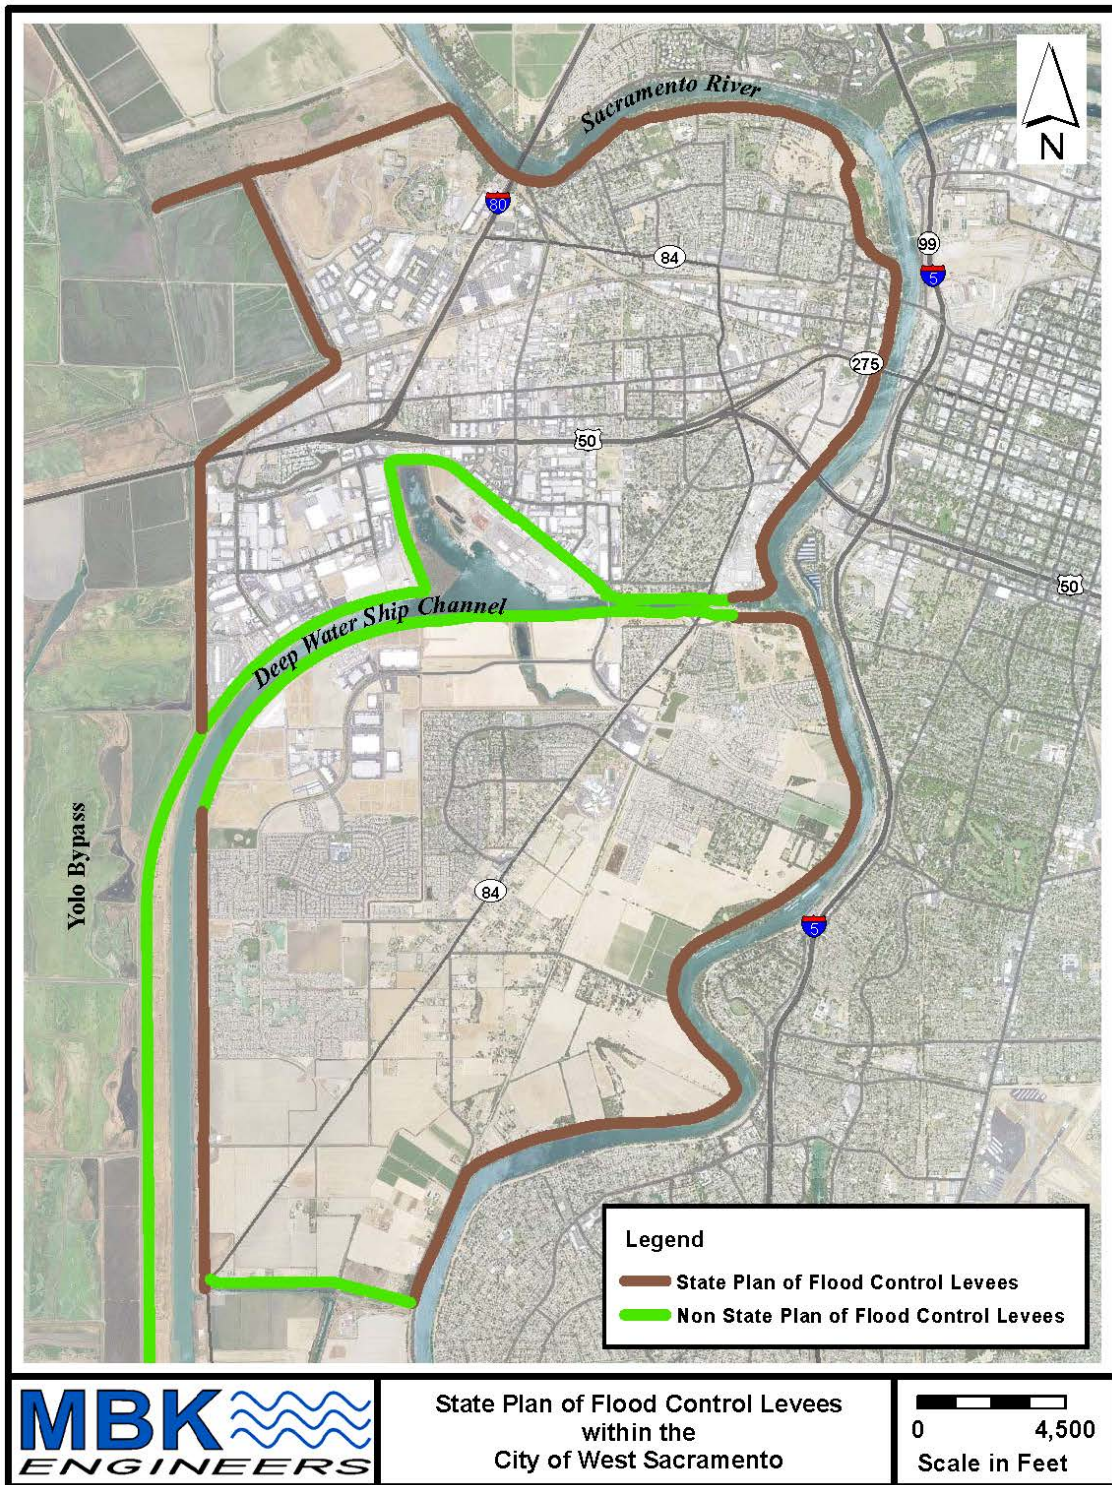 Sacramento River
N
80
84
99
5
275
50
50
Deep Water Ship Channel
Yolo Bypass
84
5
Legend
State Plan of Flood Control Levees
Non State Plan of Flood Control Levees
MBK
ENGINEERS
State Plan of Flood Control Levees
within the
City of West Sacramento
0 4,500
Scale in Feet